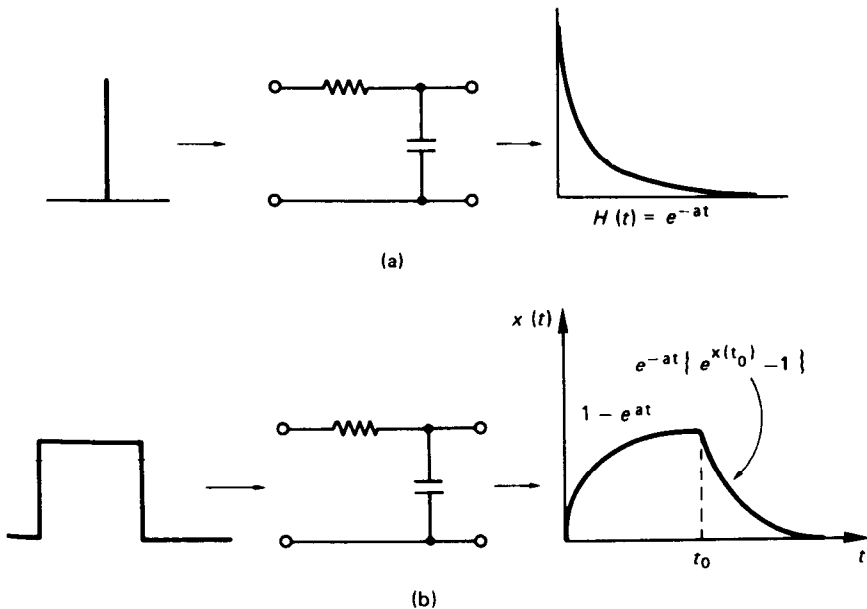 H (t) = e^{-at}
(a)
x (t)
e^{-at} { e^{x(t_0)} -1 }
1 - e^{at}
t_0
t
(b)